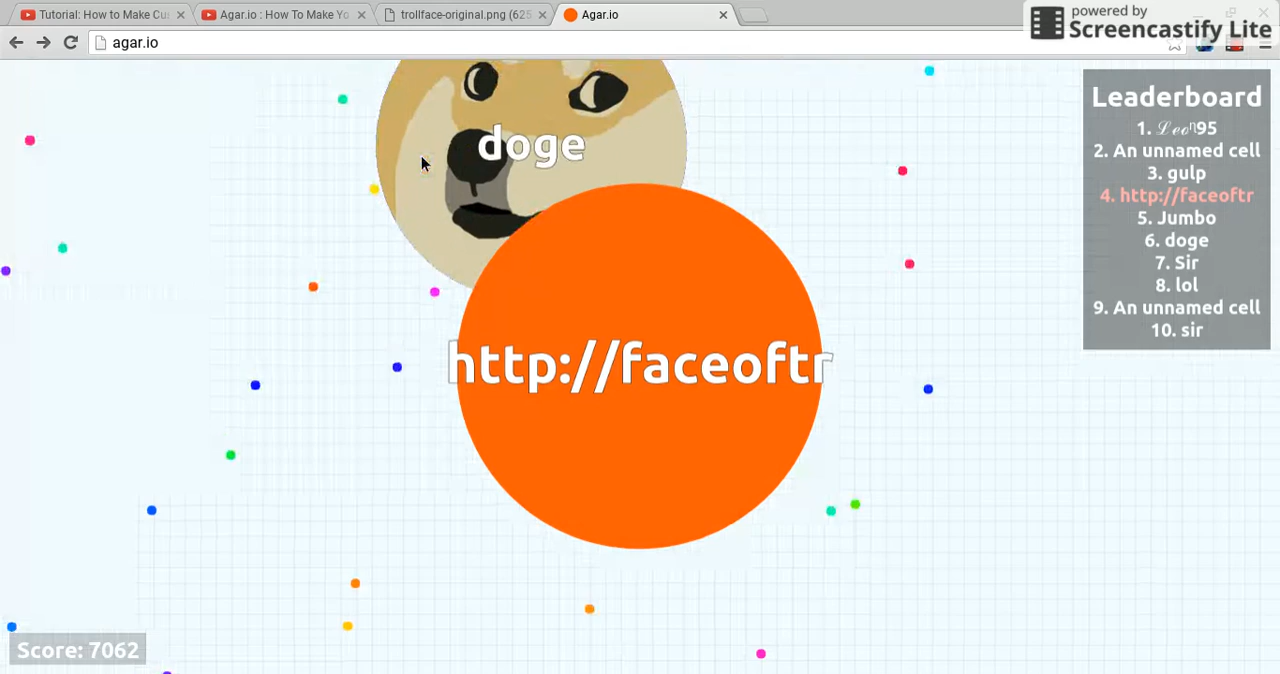 Tutorial: How to Make Cu
Agar.io : How To Make Yo
trollface-original.png (625
Agar.io
powered by
Screencastify Lite
agar.io
doge
http://faceoftr
Leaderboard
1. ℒℯℴⁿ95
2. An unnamed cell
3. gulp
4. http://faceoftr
5. Jumbo
6. doge
7. Sir
8. lol
9. An unnamed cell
10. sir
Score: 7062